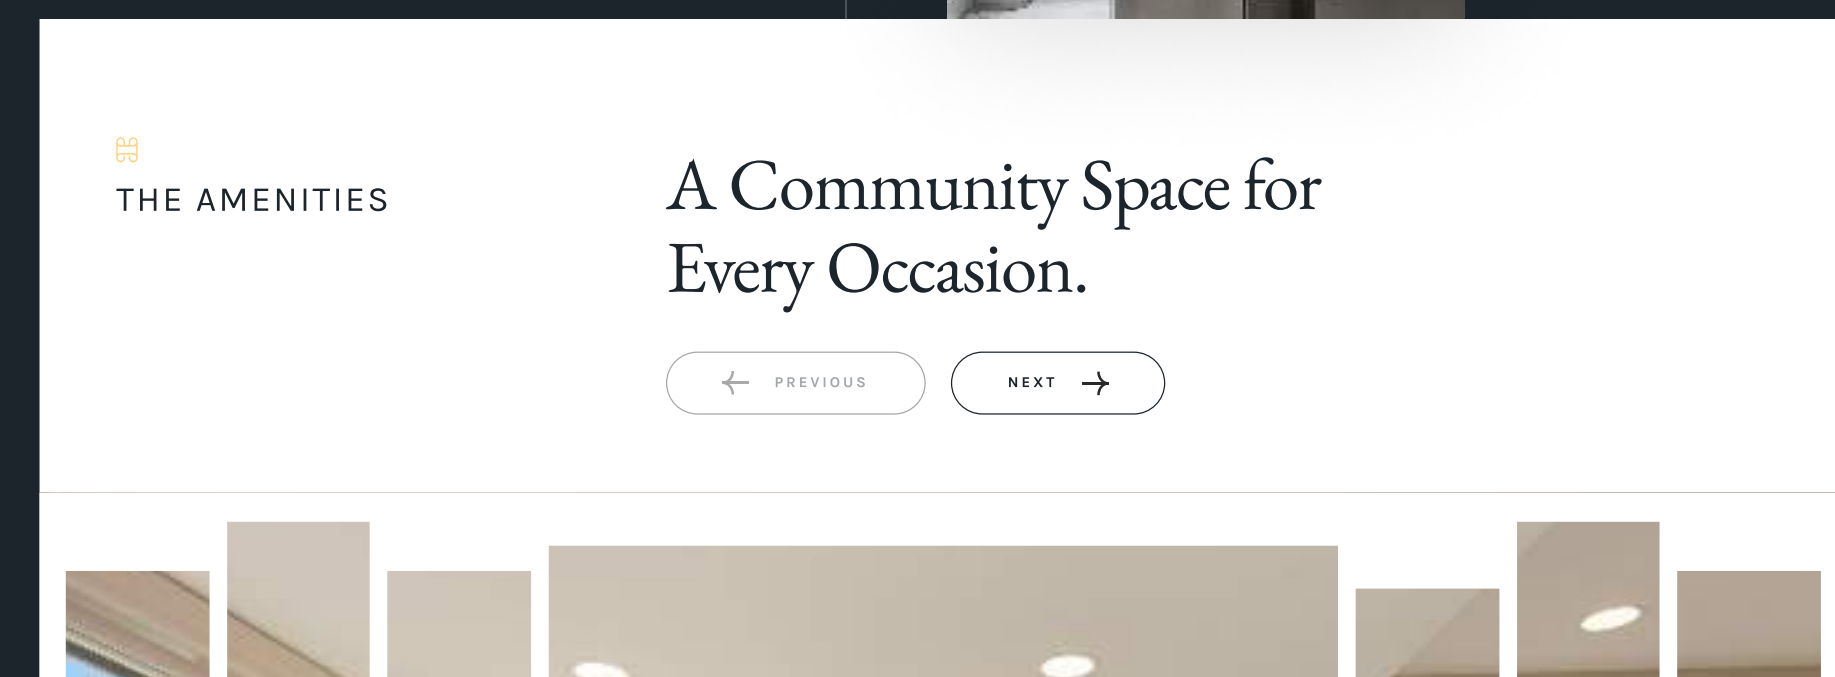 THE AMENITIES
A Community Space for
Every Occasion.
PREVIOUS
NEXT